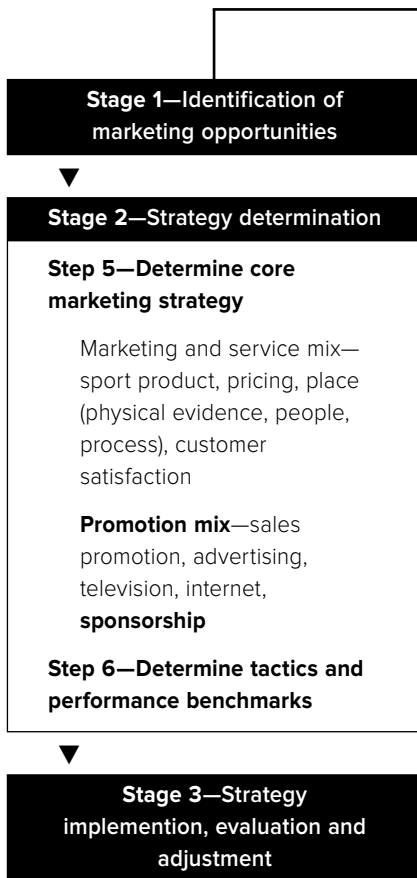 Stage 1—Identification of
marketing opportunities
Stage 2—Strategy determination
Step 5—Determine core
marketing strategy
Marketing and service mix—
sport product, pricing, place
(physical evidence, people,
process), customer
satisfaction
Promotion mix—sales
promotion, advertising,
television, internet,
sponsorship
Step 6—Determine tactics and
performance benchmarks
Stage 3—Strategy
implemention, evaluation and
adjustment